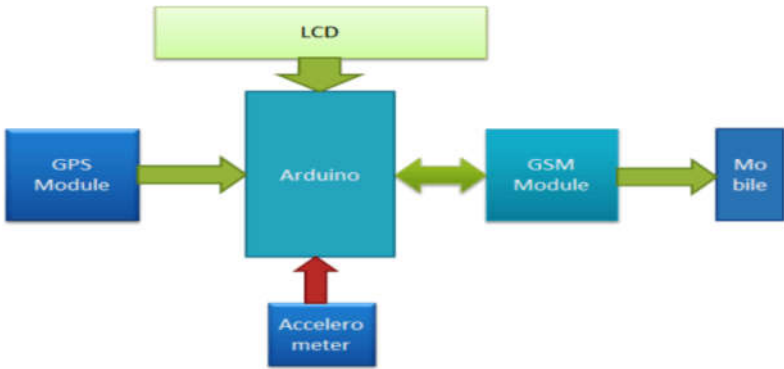 LCD
GPS
Module
Arduino
GSM
Module
Mo
bile
Accelero
meter